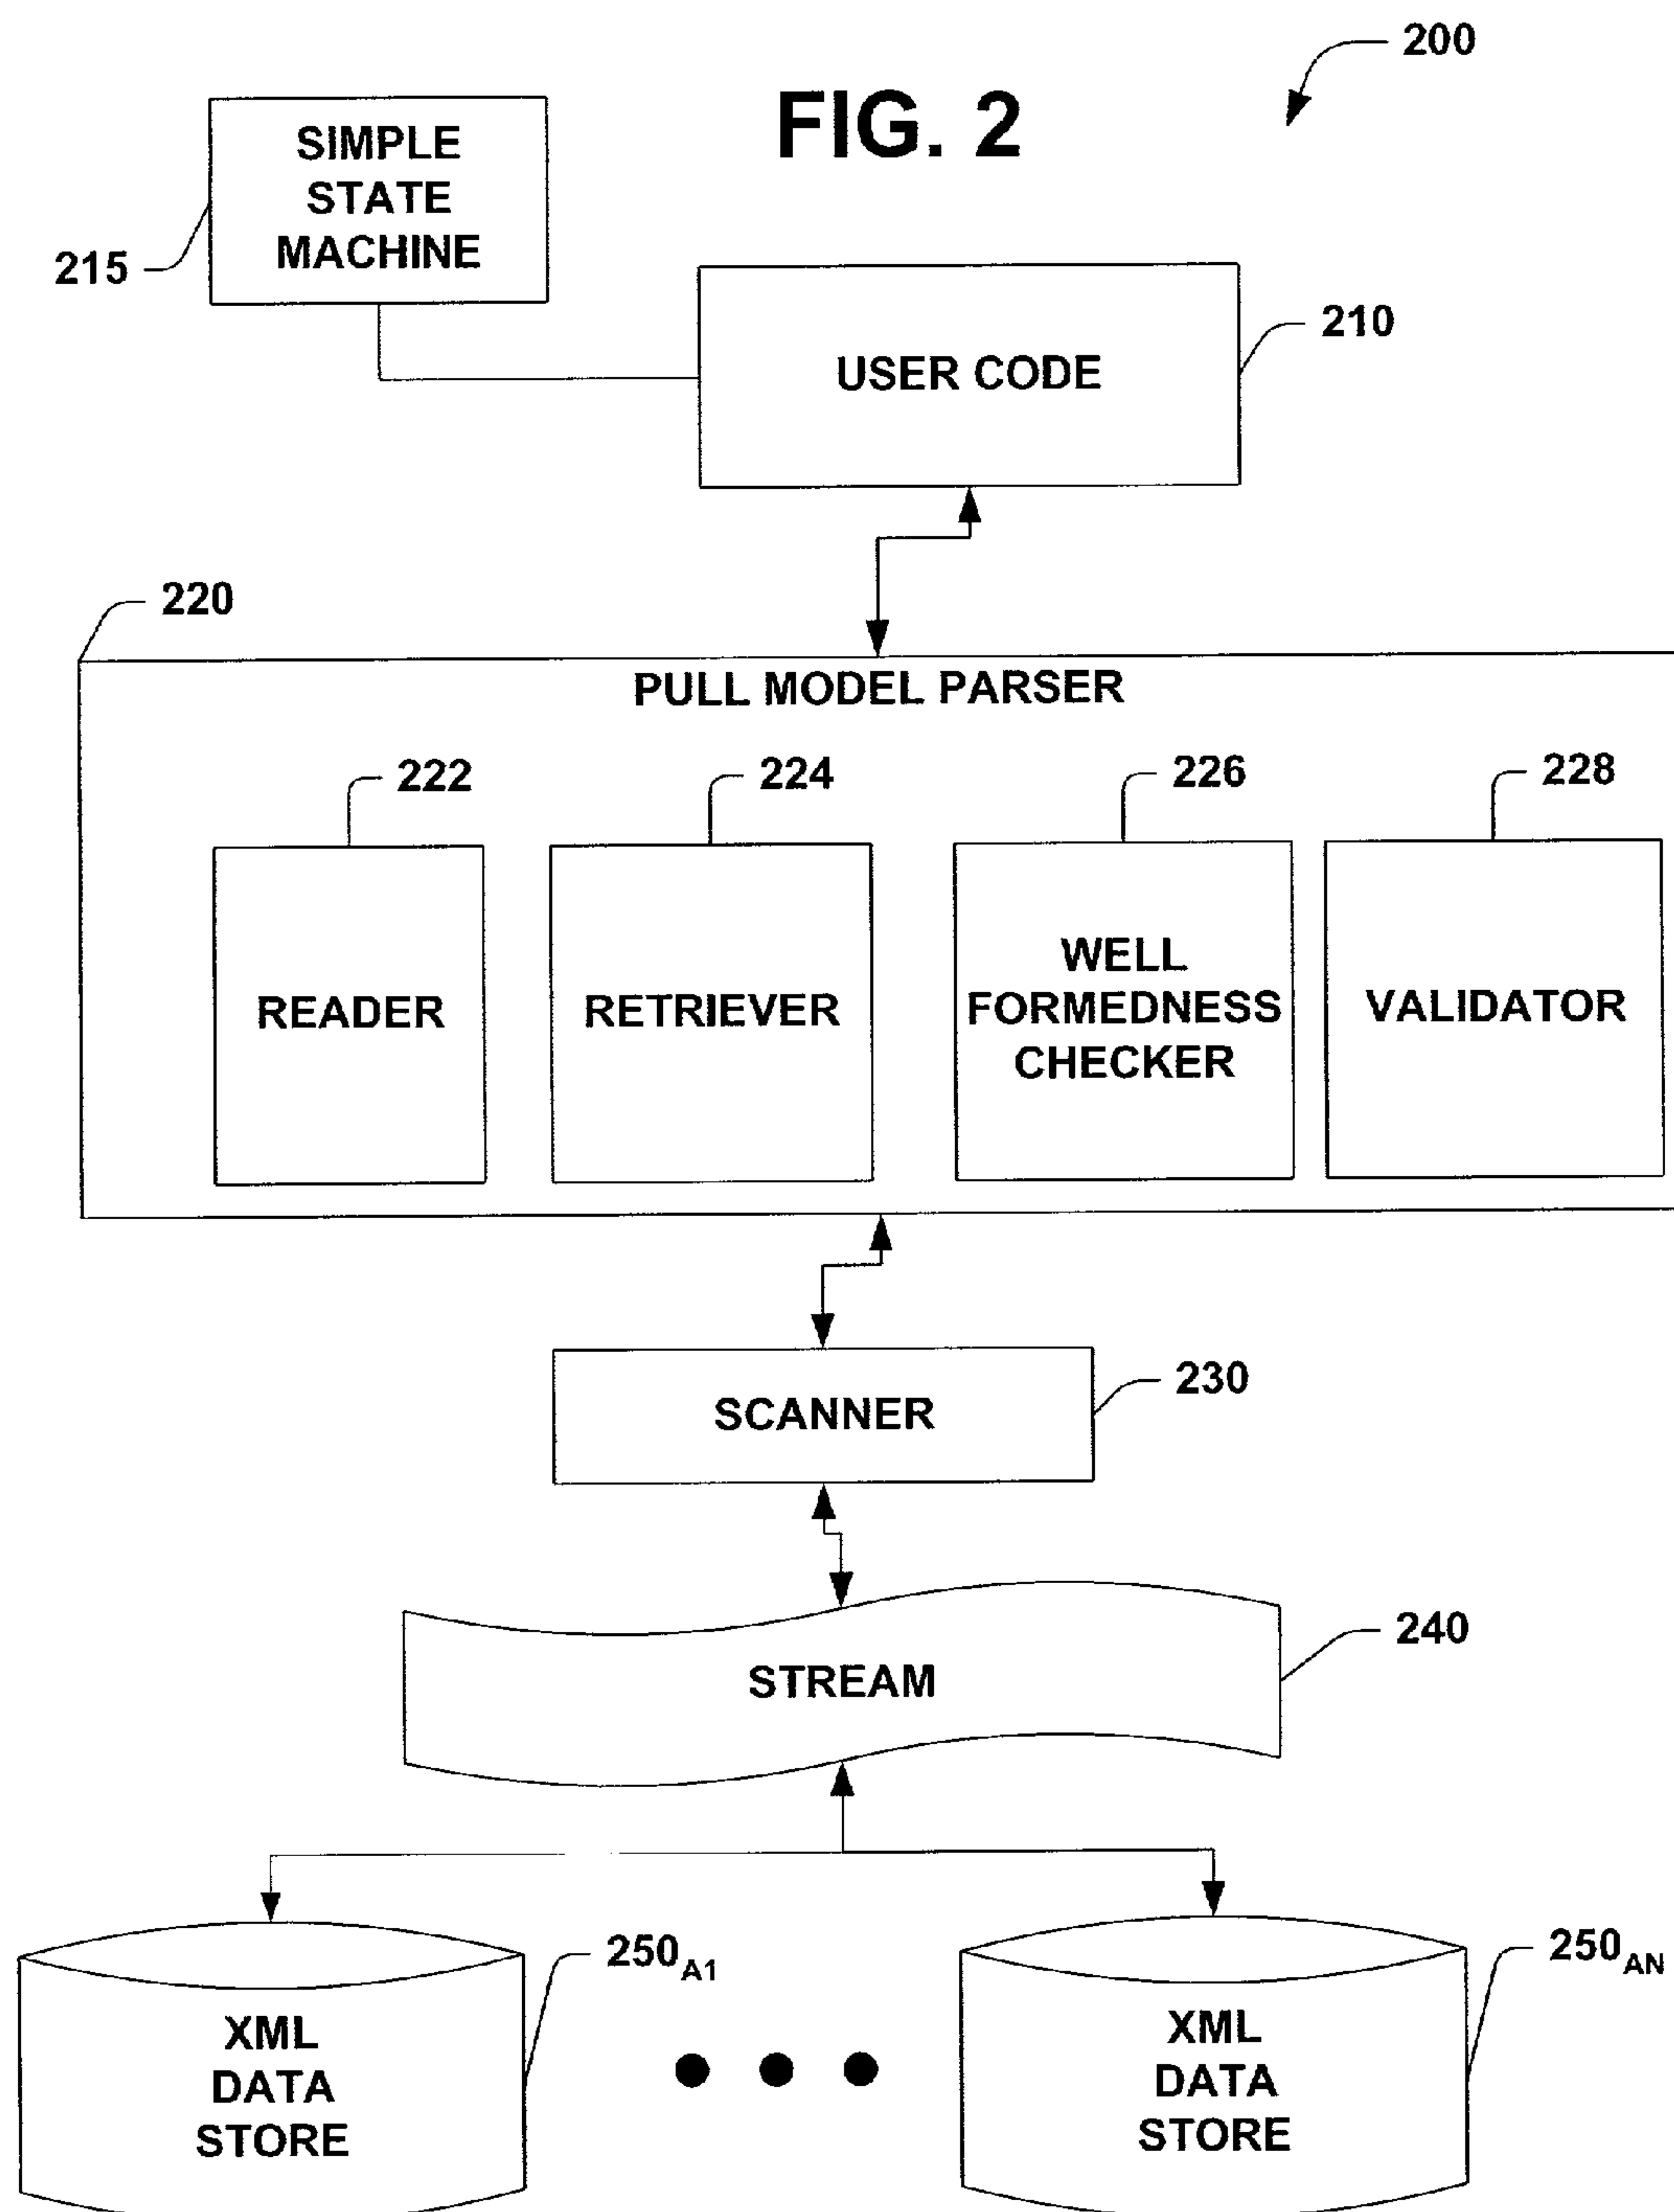 200
FIG. 2
SIMPLE
STATE
MACHINE
215
210
USER CODE
220
PULL MODEL PARSER
222
224
226
228
READER
RETRIEVER
WELL
FORMEDNESS
CHECKER
VALIDATOR
230
SCANNER
240
STREAM
250A1
250AN
XML
DATA
STORE
XML
DATA
STORE